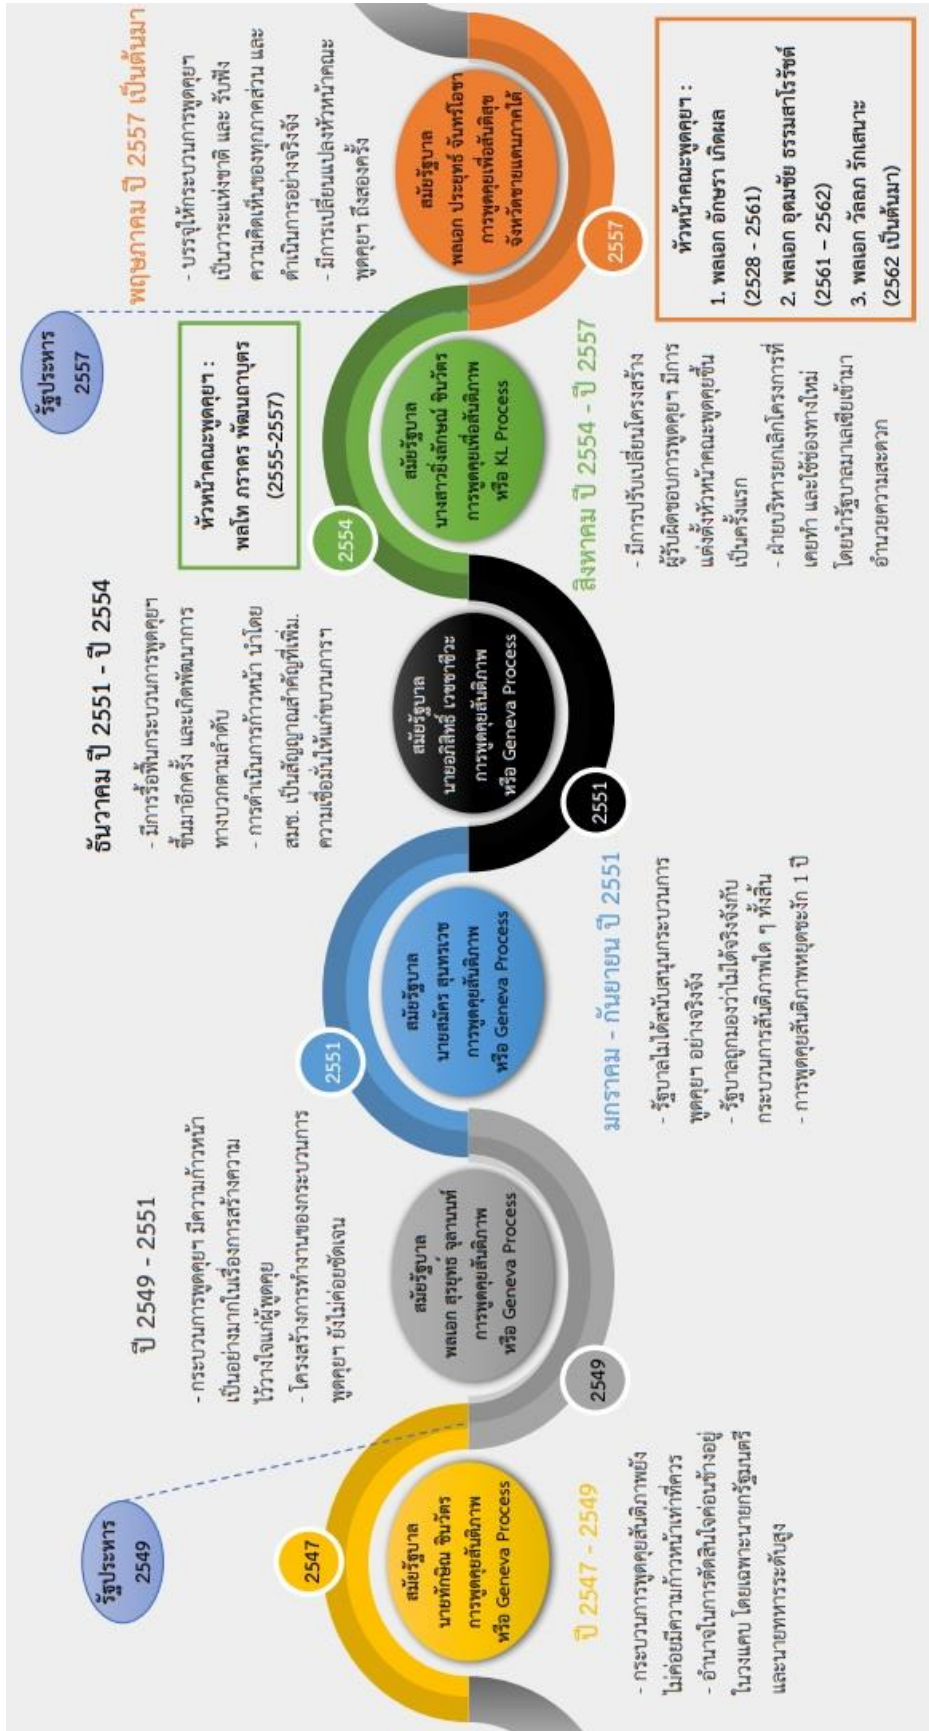 รัฐประหาร
2549
2547
สมัยรัฐบาล
นายทักษิณ ชินวัตร
การพูดคุยสันติภาพ
หรือ Geneva Process
ปี 2547 - 2549
- กระบวนการพูดคุยสันติภาพยัง
ไม่ค่อยมีความก้าวหน้าเท่าที่ควร
- อำนาจในการตัดสินใจค่อนข้างอยู่
ในวงแคบ โดยเฉพาะนายกรัฐมนตรี
และนายทหารระดับสูง
ปี 2549 - 2551
- กระบวนการพูดคุยฯ มีความก้าวหน้า
เป็นอย่างมากในเรื่องการสร้างความ
ไว้วางใจแก่ผู้พูดคุย
- โครงสร้างการทำงานของกระบวนการ
พูดคุยฯ ยังไม่ค่อยชัดเจน
สมัยรัฐบาล
พลเอก สุรยุทธ์ จุลานนท์
การพูดคุยสันติภาพ
หรือ Geneva Process
2549
2551
สมัยรัฐบาล
นายสมัคร สุนทรเวช
การพูดคุยสันติภาพ
หรือ Geneva Process
มกราคม - กันยายน ปี 2551
- รัฐบาลไม่ได้สนับสนุนกระบวนการ
พูดคุยฯ อย่างจริงจัง
- รัฐบาลถูกมองว่าไม่ได้จริงจังกับ
กระบวนการสันติภาพใด ๆ ทั้งสิ้น
- การพูดคุยสันติภาพหยุดชะงัก 1 ปี
ธันวาคม ปี 2551 - ปี 2554
- มีการรื้อฟื้นกระบวนการพูดคุยฯ
ขึ้นมาอีกครั้ง และเกิดพัฒนาการ
ทางบวกตามลำดับ
- การดำเนินการก้าวหน้า นำโดย
สมช. เป็นสัญญาณสำคัญที่เพิ่ม.
ความเชื่อมั่นให้แก่ขบวนการฯ
สมัยรัฐบาล
นายอภิสิทธิ์ เวชชาชีวะ
การพูดคุยสันติภาพ
หรือ Geneva Process
2551
รัฐประหาร
2557
หัวหน้าคณะพูดคุยฯ :
พลโท ภราดร พัฒนถาบุตร
(2555-2557)
2554
สมัยรัฐบาล
นางสาวยิ่งลักษณ์ ชินวัตร
การพูดคุยเพื่อสันติภาพ
หรือ KL Process
สิงหาคม ปี 2554 - ปี 2557
- มีการปรับเปลี่ยนโครงสร้าง
ผู้รับผิดชอบการพูดคุยฯ มีการ
แต่งตั้งหัวหน้าคณะพูดคุยขึ้น
เป็นครั้งแรก
- ฝ่ายบริหารยกเลิกโครงการที่
เคยทำ และใช้ช่องทางใหม่
โดยนำรัฐบาลมาเลเซียเข้ามา
อำนวยความสะดวก
พฤษภาคม ปี 2557 เป็นต้นมา
- บรรจุให้กระบวนการพูดคุยฯ
เป็นวาระแห่งชาติ และ รับฟัง
ความคิดเห็นของทุกภาคส่วน และ
ดำเนินการอย่างจริงจัง
- มีการเปลี่ยนแปลงหัวหน้าคณะ
พูดคุยฯ ถึงสองครั้ง
สมัยรัฐบาล
พลเอก ประยุทธ์ จันทร์โอชา
การพูดคุยเพื่อสันติสุข
จังหวัดชายแดนภาคใต้
2557
หัวหน้าคณะพูดคุยฯ :
1. พลเอก อักษรา เกิดผล
(2528 - 2561)
2. พลเอก อุดมชัย ธรรมสาโรรัชต์
(2561 – 2562)
3. พลเอก วัลลภ รักเสนาะ
(2562 เป็นต้นมา)